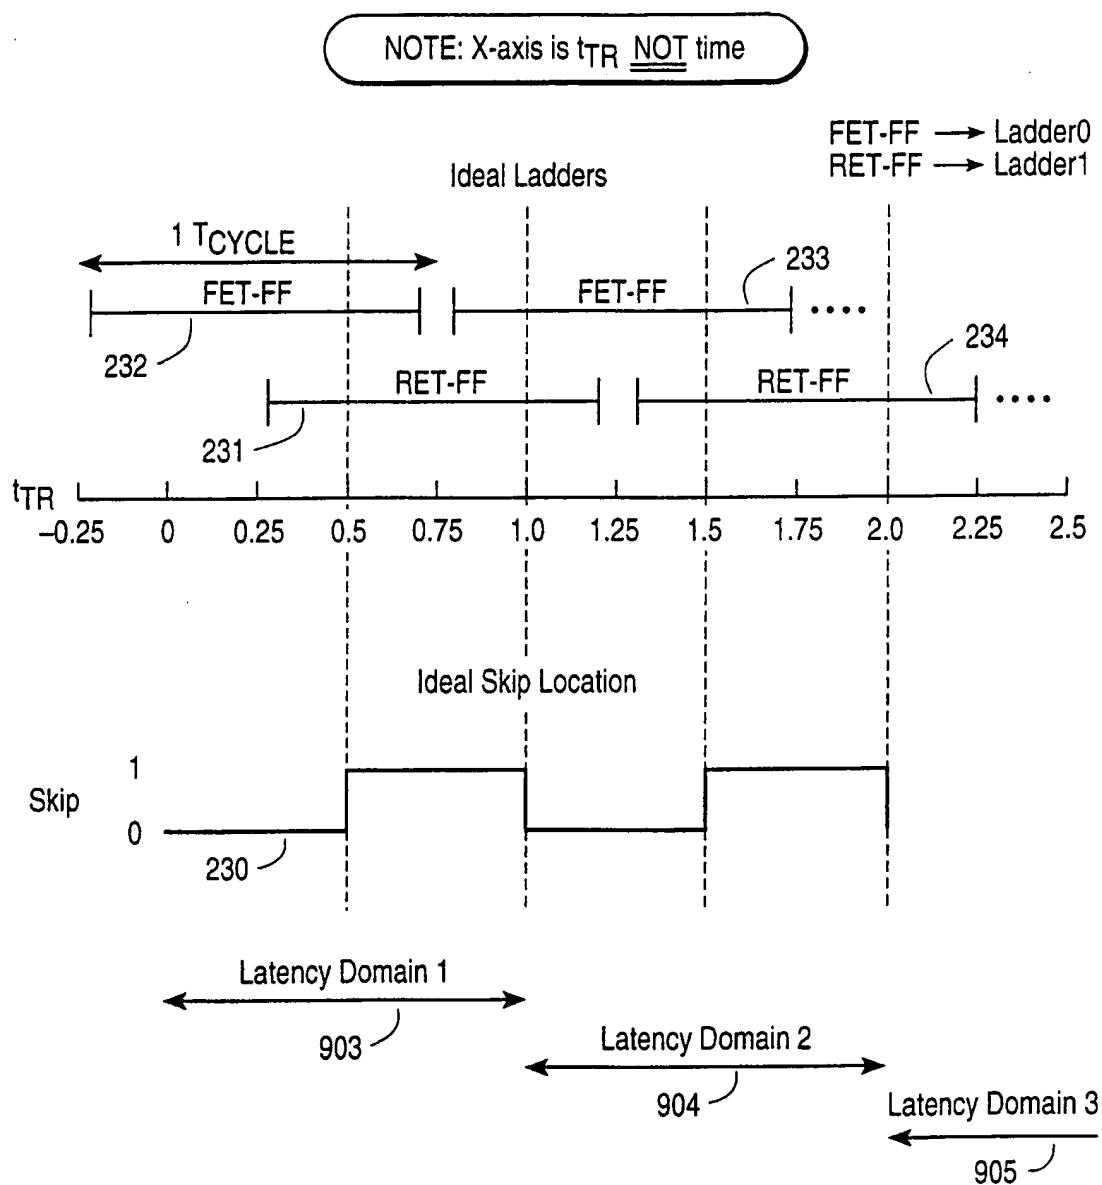 NOTE: X-axis is tTR NOT time
FET-FF → Ladder0
RET-FF → Ladder1
Ideal Ladders
1 TCYCLE
FET-FF
FET-FF
233
232
234
RET-FF
RET-FF
231
tTR
–0.25 0 0.25 0.5 0.75 1.0 1.25 1.5 1.75 2.0 2.25 2.5
Ideal Skip Location
1
Skip
0
230
Latency Domain 1
903
Latency Domain 2
904
Latency Domain 3
905